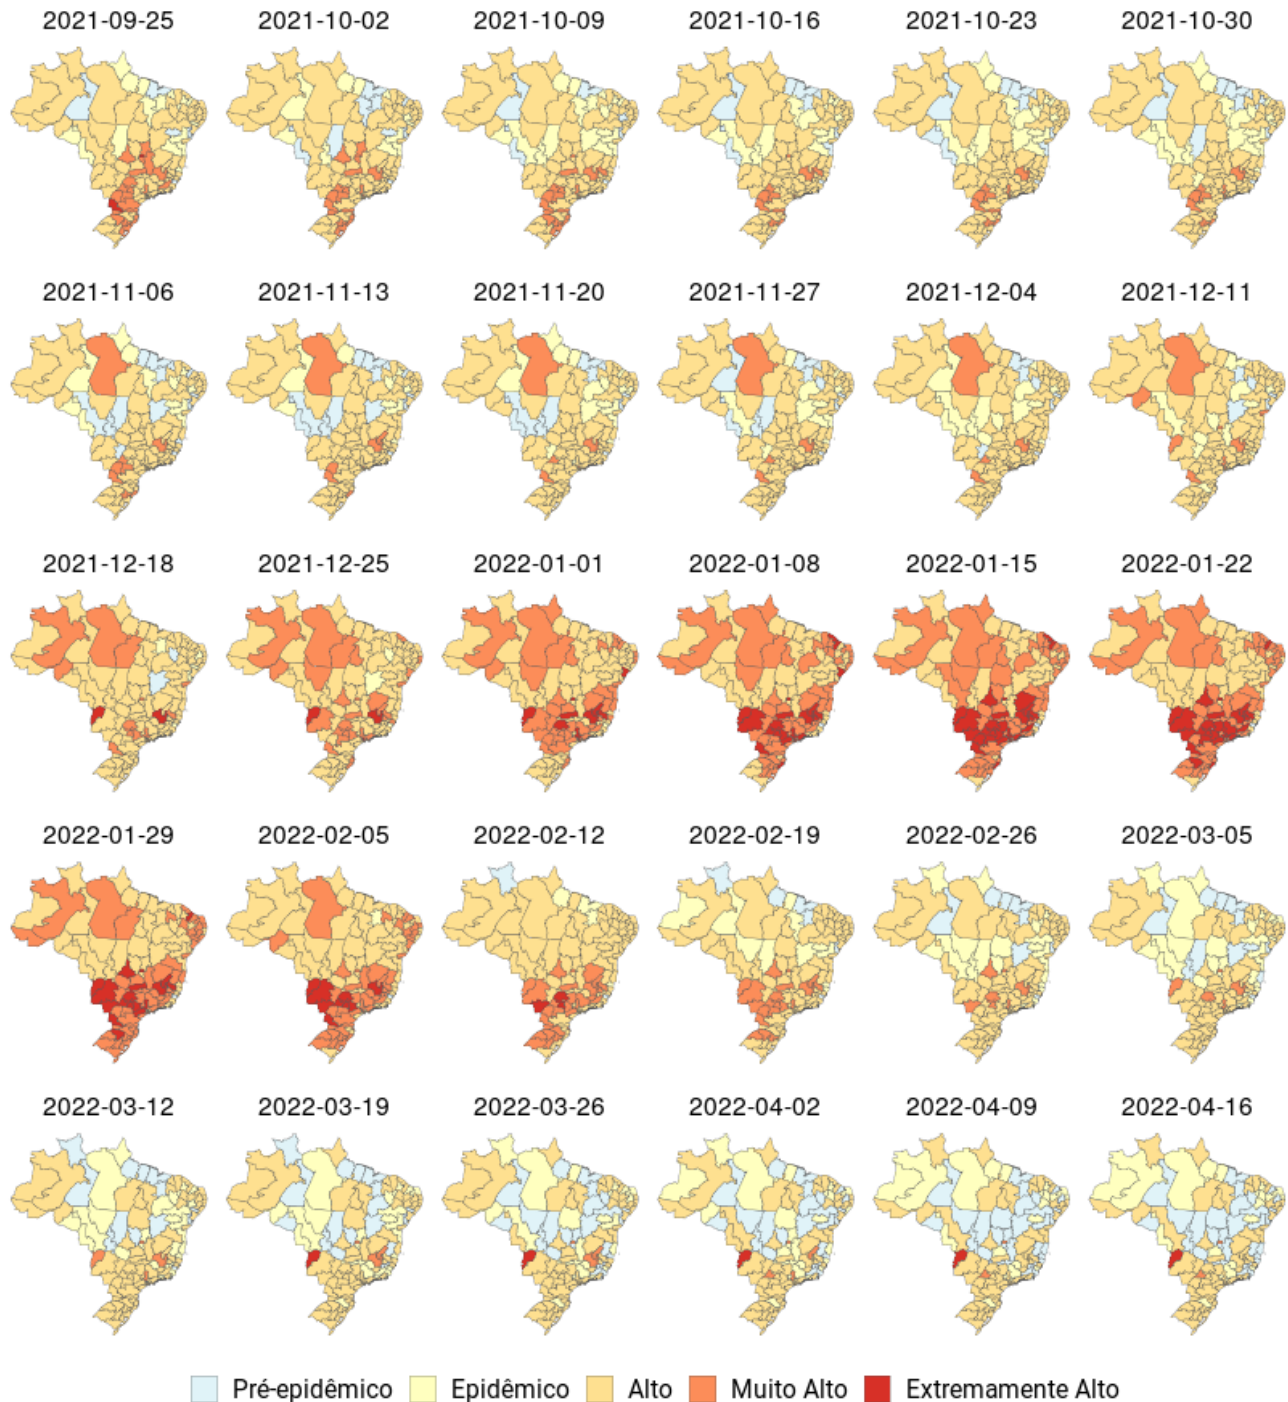 2021-09-25 2021-10-02 2021-10-09 2021-10-16 2021-10-23 2021-10-30
2021-11-06 2021-11-13 2021-11-20 2021-11-27 2021-12-04 2021-12-11
2021-12-18 2021-12-25 2022-01-01 2022-01-08 2022-01-15 2022-01-22
2022-01-29 2022-02-05 2022-02-12 2022-02-19 2022-02-26 2022-03-05
2022-03-12 2022-03-19 2022-03-26 2022-04-02 2022-04-09 2022-04-16
Pré-epidêmico Epidêmico Alto Muito Alto Extremamente Alto